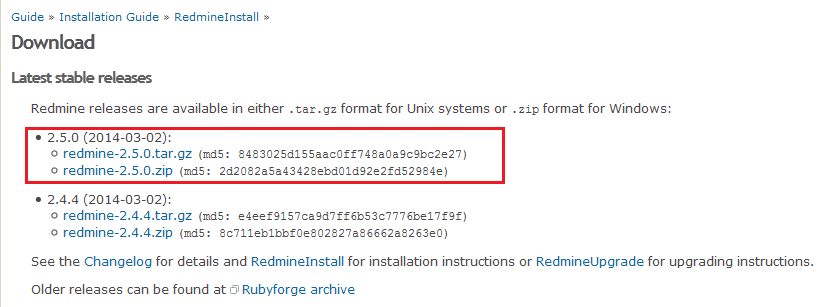 Guide » Installation Guide » RedmineInstall »
Download
Latest stable releases
Redmine releases are available in either .tar.gz format for Unix systems or .zip format for Windows:
2.5.0 (2014-03-02):
redmine-2.5.0.tar.gz (md5: 8483025d155aac0ff748a0a9c9bc2e27)
redmine-2.5.0.zip (md5: 2d2082a5a43428ebd01d92e2fd52984e)
2.4.4 (2014-03-02):
redmine-2.4.4.tar.gz (md5: e4eef9157ca9d7ff6b53c7776be17f9f)
redmine-2.4.4.zip (md5: 8c711eb1bbf0e802827a86662a8263e0)
See the Changelog for details and RedmineInstall for installation instructions or RedmineUpgrade for upgrading instructions.
Older releases can be found at Rubyforge archive